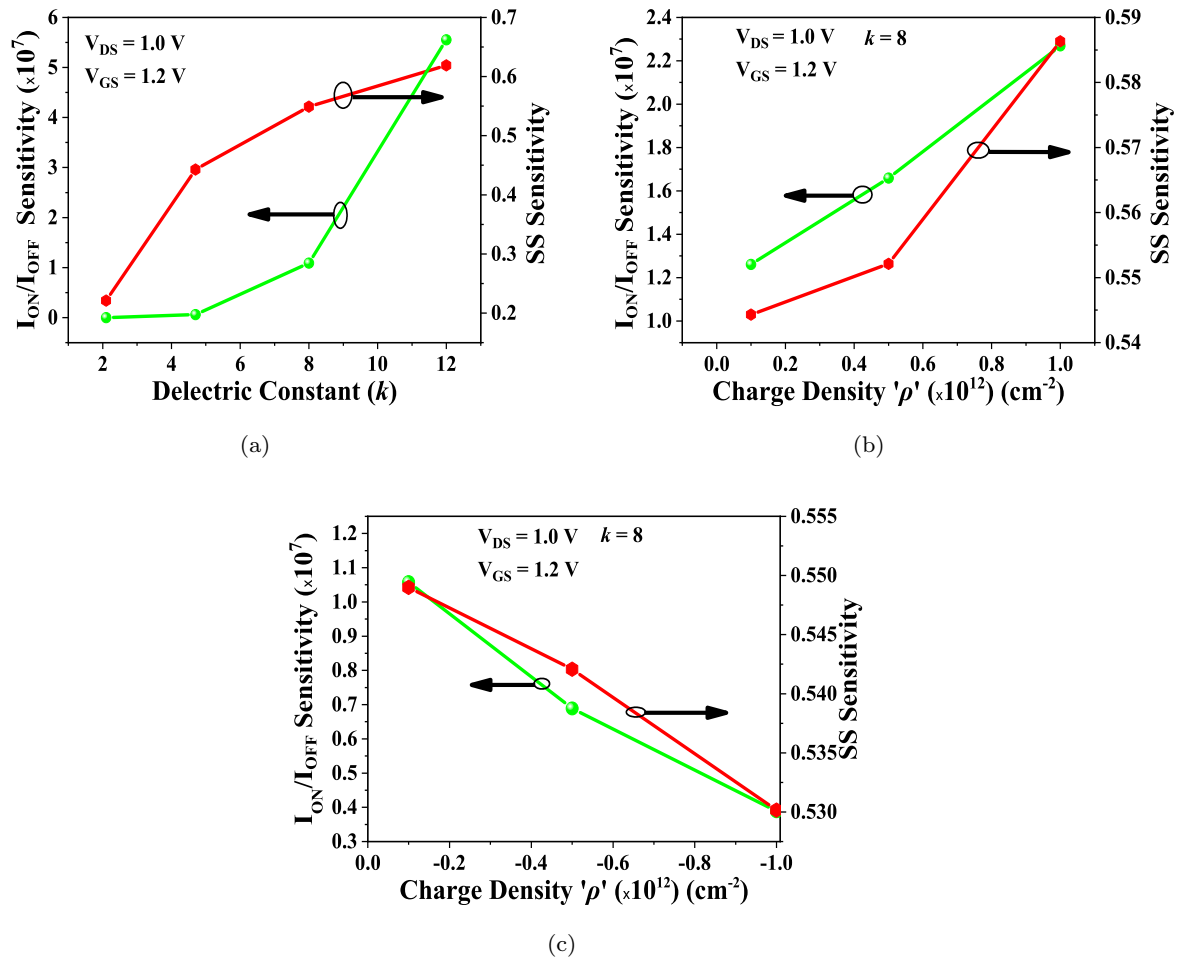 V_DS = 1.0 V
V_GS = 1.2 V
I_ON/I_OFF Sensitivity (×10^7)
6
5
4
3
2
1
0
0.7
0.6
0.5
0.4
0.3
0.2
SS Sensitivity
2 4 6 8 10 12
Delectric Constant (k)
(a)
V_DS = 1.0 V k = 8
V_GS = 1.2 V
I_ON/I_OFF Sensitivity (×10^7)
2.4
2.2
2.0
1.8
1.6
1.4
1.2
1.0
0.59
0.58
0.57
0.56
0.55
0.54
SS Sensitivity
0.0 0.2 0.4 0.6 0.8 1.0
Charge Density 'ρ' (×10^12) (cm^-2)
(b)
V_DS = 1.0 V k = 8
V_GS = 1.2 V
I_ON/I_OFF Sensitivity (×10^7)
1.2
1.1
1.0
0.9
0.8
0.7
0.6
0.5
0.4
0.3
0.555
0.550
0.545
0.540
0.535
0.530
SS Sensitivity
0.0 -0.2 -0.4 -0.6 -0.8 -1.0
Charge Density 'ρ' (×10^12) (cm^-2)
(c)